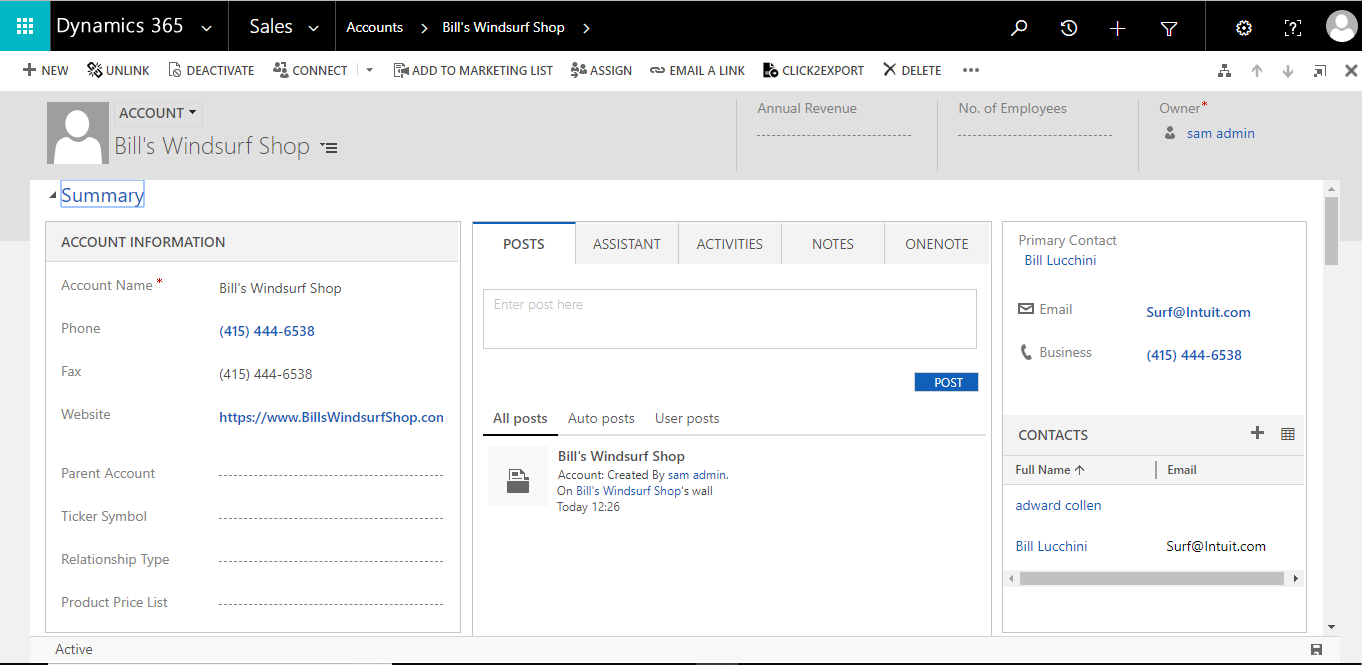 Dynamics 365 Sales Accounts Bill's Windsurf Shop
NEW UNLINK DEACTIVATE CONNECT ADD TO MARKETING LIST ASSIGN EMAIL A LINK CLICK2EXPORT DELETE •••
ACCOUNT
Bill's Windsurf Shop
Annual Revenue
No. of Employees
Owner*
sam admin
Summary
ACCOUNT INFORMATION
Account Name * Bill's Windsurf Shop
Phone (415) 444-6538
Fax (415) 444-6538
Website https://www.BillsWindsurfShop.con
Parent Account
Ticker Symbol
Relationship Type
Product Price List
POSTS ASSISTANT ACTIVITIES NOTES ONENOTE
Enter post here
POST
All posts Auto posts User posts
Bill's Windsurf Shop
Account: Created By sam admin.
On Bill's Windsurf Shop's wall
Today 12:26
Primary Contact
Bill Lucchini
Email Surf@Intuit.com
Business (415) 444-6538
CONTACTS
Full Name Email
adward collen
Bill Lucchini Surf@Intuit.com
Active